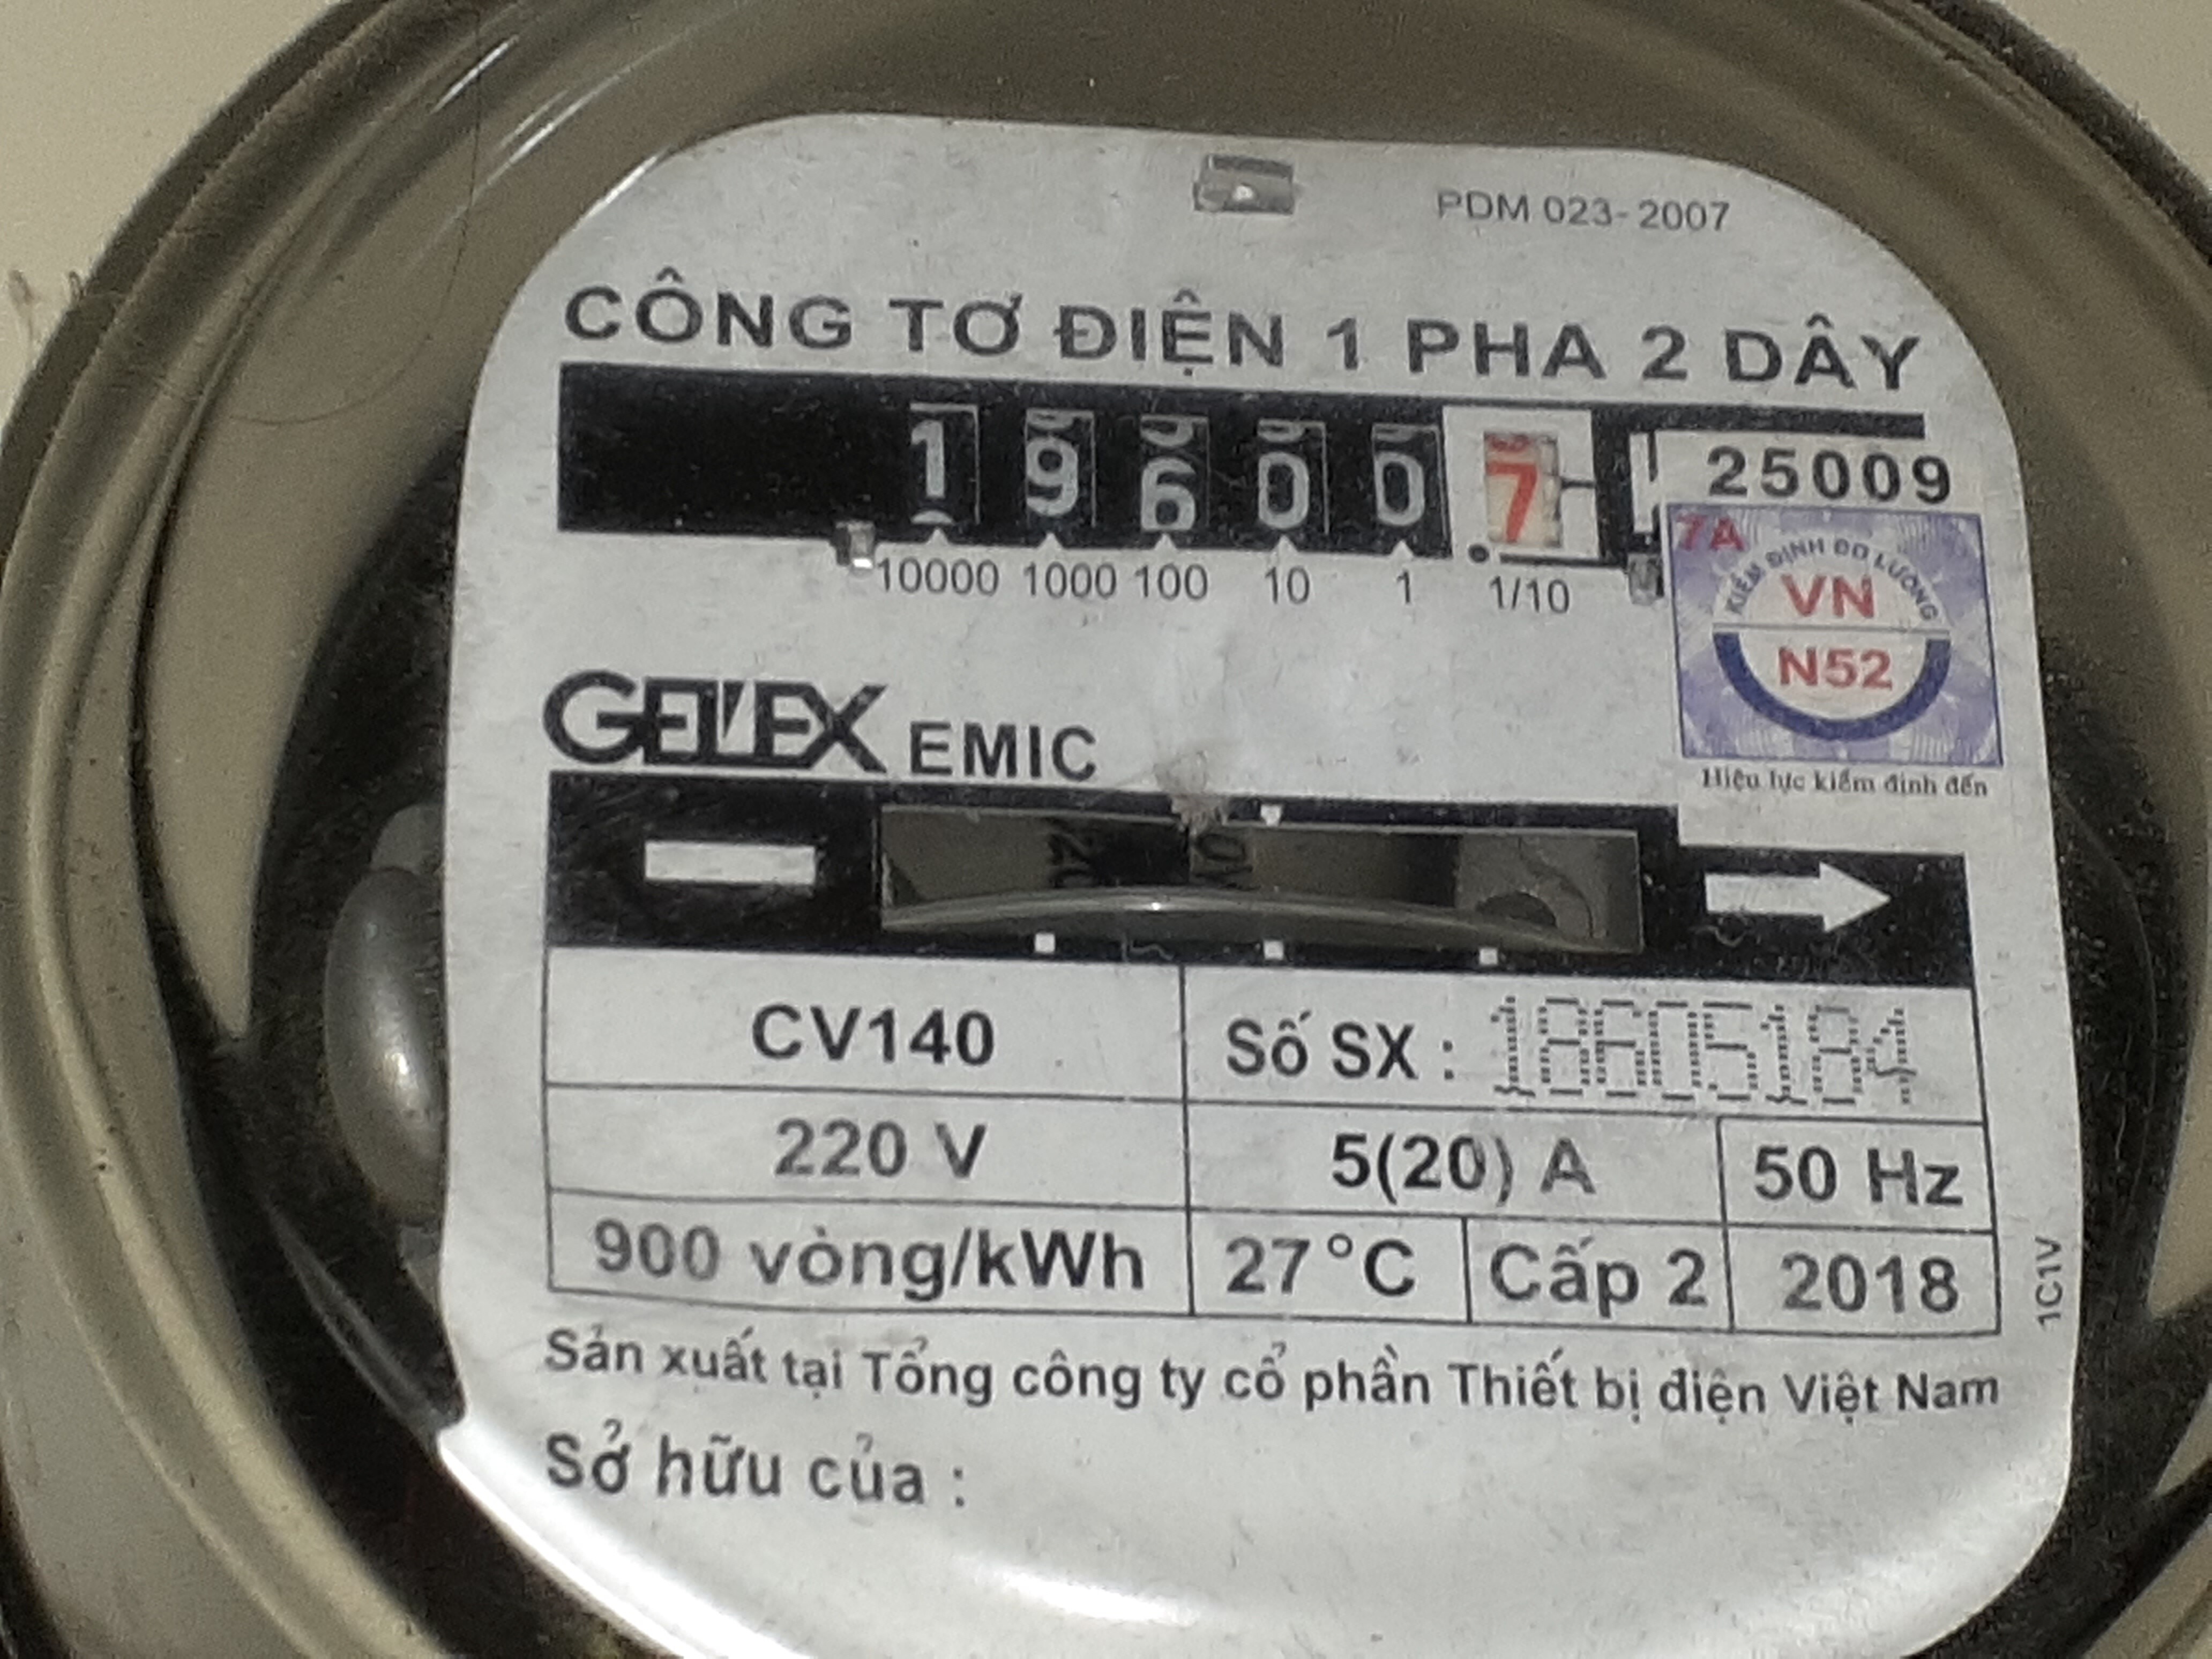 PDM 023-2007
CÔNG TƠ ĐIỆN 1 PHA 2 DÂY
1 9 6 0 0 7
25009
10000 1000 100 10 1 1/10
7A
KIỂM ĐỊNH ĐO LƯỜNG
VN
N52
Hiệu lực kiểm định đến
GELEX EMIC
20
CV140
Số SX : 18605184
220 V 5(20) A 50 Hz
900 vòng/kWh 27°C Cấp 2 2018
1C1V
Sản xuất tại Tổng công ty cổ phần Thiết bị điện Việt Nam
Sở hữu của :